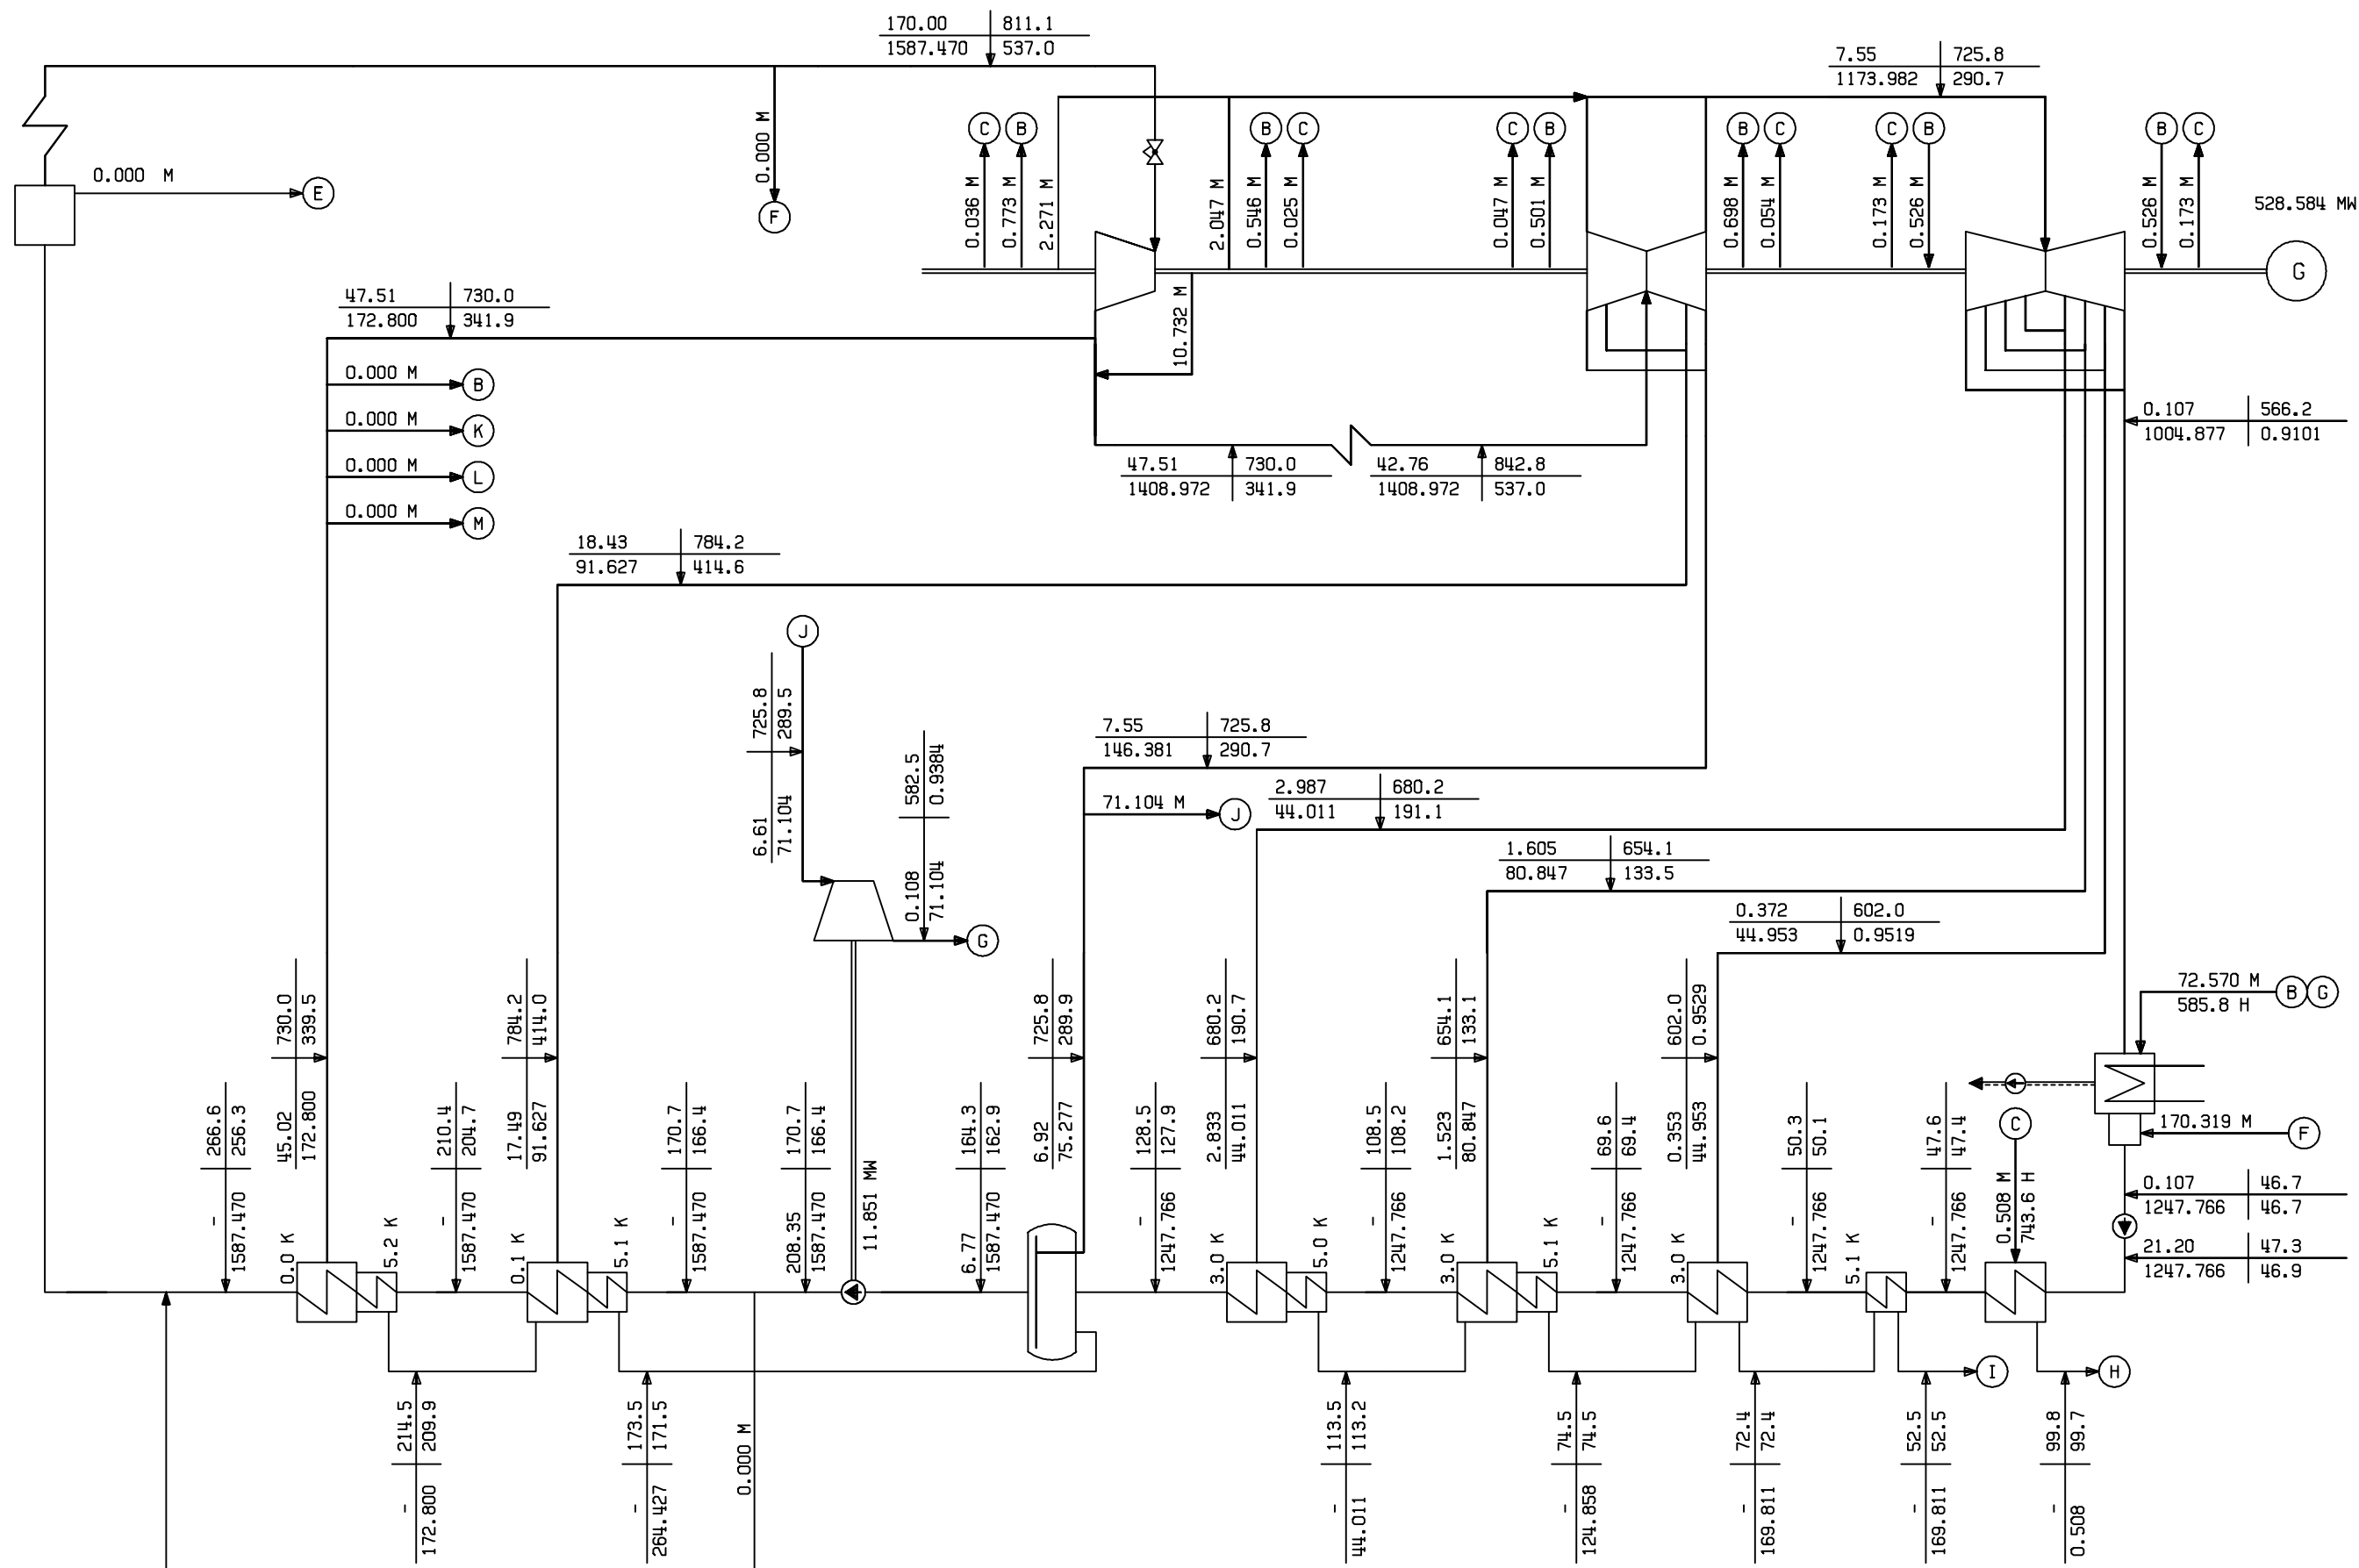 170.00 811.1
1587.470 537.0
7.55 725.8
1173.982 290.7
0.000 M
E
0.000 M
F
C
0.036 M
B
0.773 M
2.271 M
2.047 M
B
0.546 M
C
0.025 M
C
0.047 M
B
0.501 M
B
0.698 M
C
0.054 M
C
0.173 M
B
0.526 M
B
0.526 M
C
0.173 M
528.584 MW
G
10.732 M
47.51 730.0
172.800 341.9
0.000 M
B
0.000 M
K
0.000 M
L
0.000 M
M
47.51 730.0
1408.972 341.9
42.76 842.8
1408.972 537.0
0.107 566.2
1004.877 0.9101
18.43 784.2
91.627 414.6
J
6.61 725.8
71.104 289.5
0.108 582.5
71.104 0.9384
G
7.55 725.8
146.381 290.7
71.104 M
J
2.987 680.2
44.011 191.1
1.605 654.1
80.847 133.5
0.372 602.0
44.953 0.9519
72.570 M
585.8 H
B
G
170.319 M
F
0.107 46.7
1247.766 46.7
21.20 47.3
1247.766 46.9
C
0.508 M
743.6 H
- 266.6
1587.470 256.3
45.02 730.0
172.800 339.5
0.0 K
5.2 K
- 210.4
1587.470 204.7
17.49 784.2
91.627 414.0
0.1 K
5.1 K
- 170.7
1587.470 166.4
208.35 170.7
1587.470 166.4
11.851 MW
6.77 164.3
1587.470 162.9
6.92 725.8
75.277 289.9
- 128.5
1247.766 127.9
2.833 680.2
44.011 190.7
3.0 K
5.0 K
- 108.5
1247.766 108.2
1.523 654.1
80.847 133.1
3.0 K
5.1 K
- 69.6
1247.766 69.4
0.353 602.0
44.953 0.9529
3.0 K
- 50.3
1247.766 50.1
5.1 K
- 47.6
1247.766 47.4
I
H
- 214.5
172.800 209.9
- 173.5
264.427 171.5
0.000 M
- 113.5
44.011 113.2
- 74.5
124.858 74.5
- 72.4
169.811 72.4
- 52.5
169.811 52.5
- 99.8
0.508 99.7